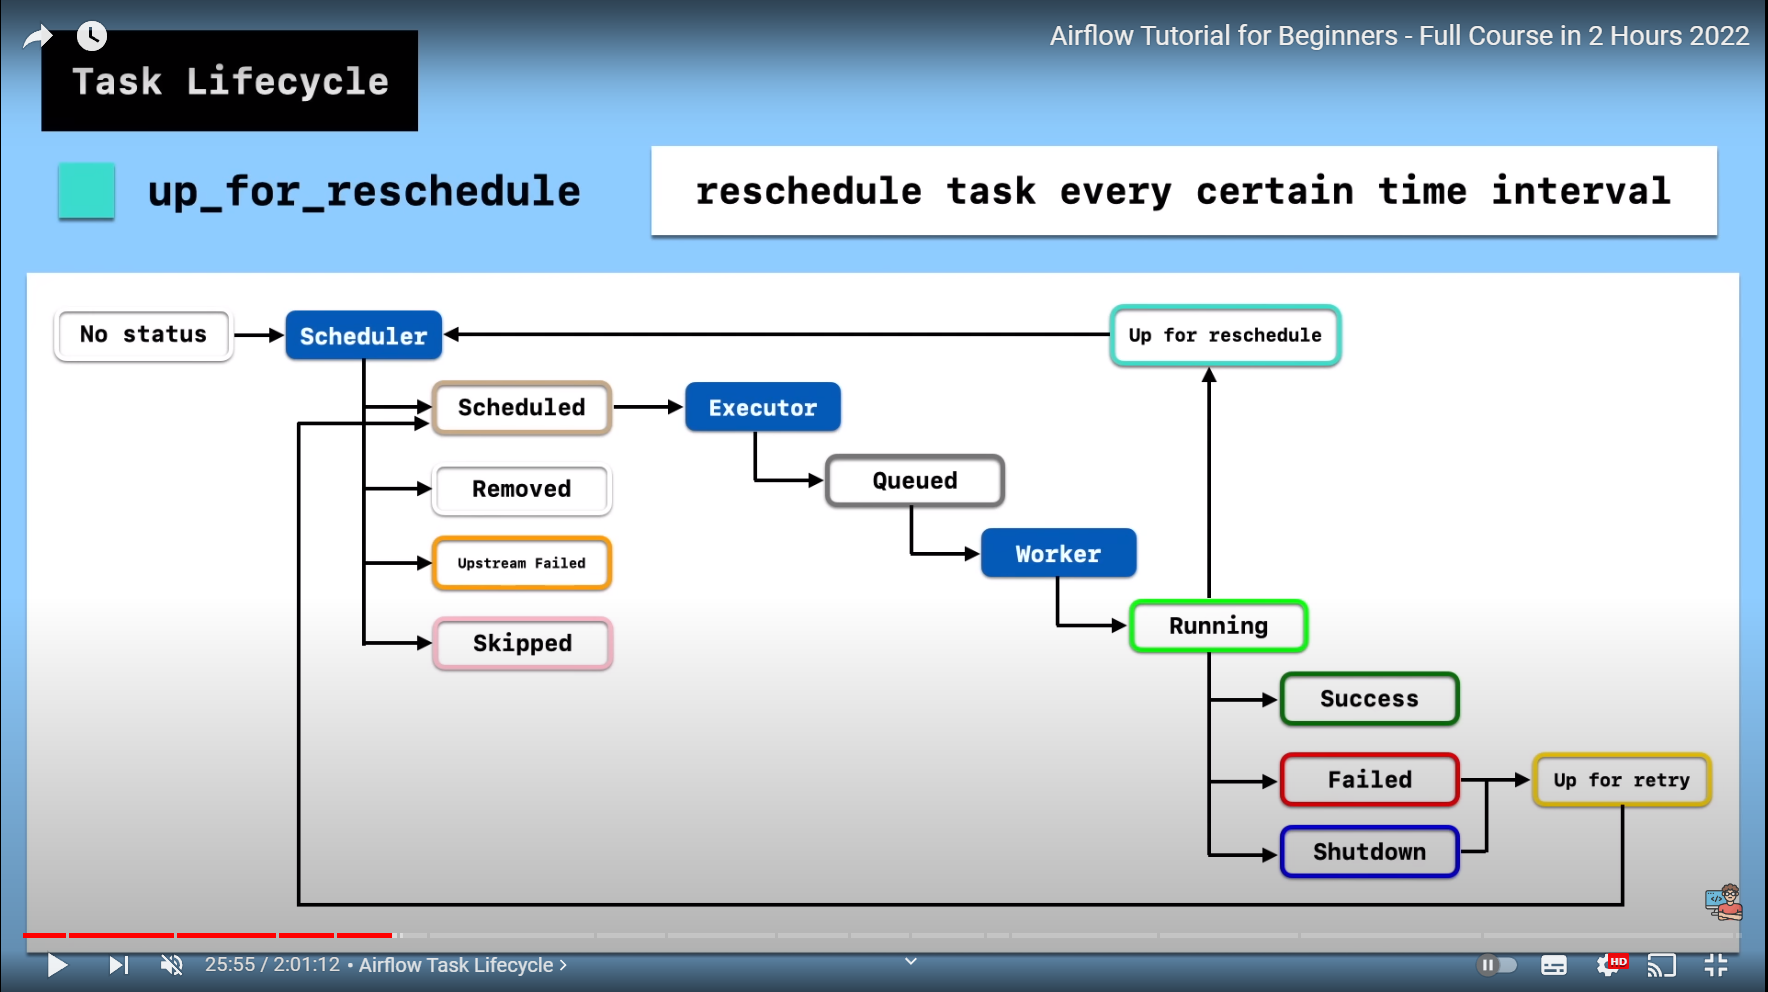 Airflow Tutorial for Beginners - Full Course in 2 Hours 2022
Task Lifecycle
up_for_reschedule
reschedule task every certain time interval
No status
Scheduler
Up for reschedule
Scheduled
Executor
Removed
Queued
Upstream Failed
Worker
Skipped
Running
Success
Failed
Up for retry
Shutdown
</>
25:55 / 2:01:12 • Airflow Task Lifecycle >
HD